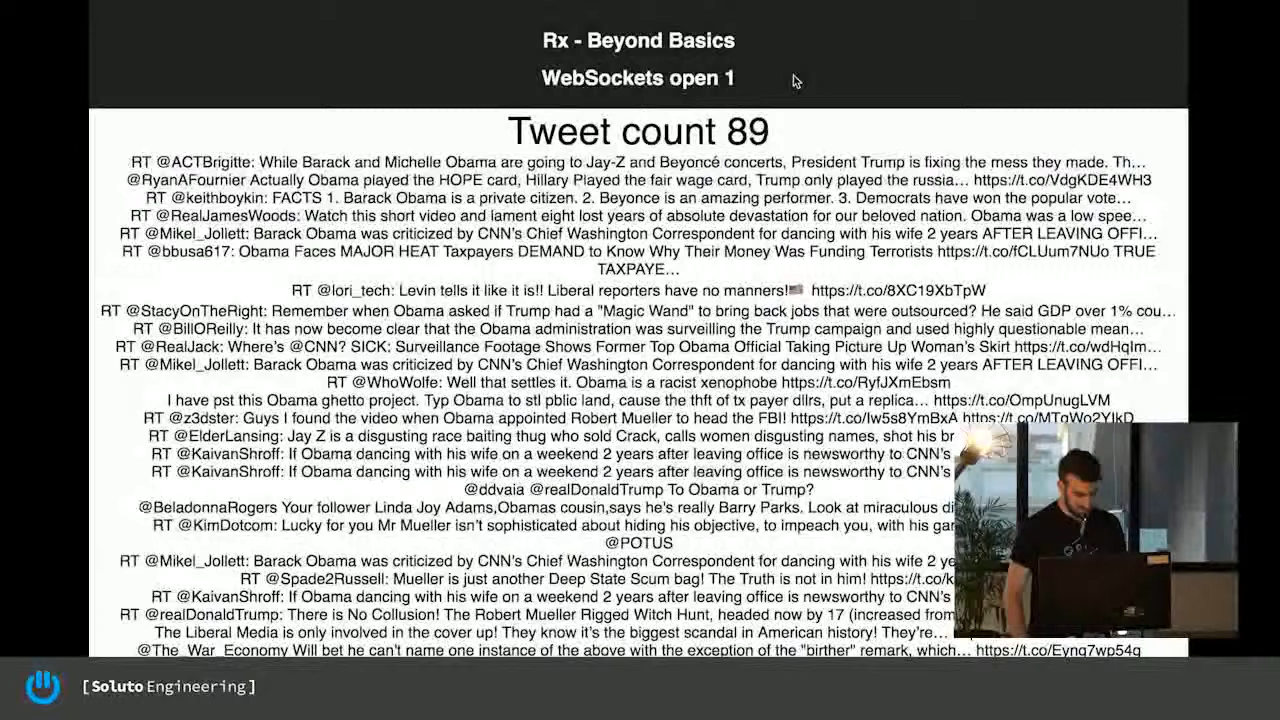 Rx - Beyond Basics
WebSockets open 1
Tweet count 89
RT @ACTBrigitte: While Barack and Michelle Obama are going to Jay-Z and Beyoncé concerts, President Trump is fixing the mess they made. Th…
@RyanAFournier Actually Obama played the HOPE card, Hillary Played the fair wage card, Trump only played the russia… https://t.co/VdgKDE4WH3
RT @keithboykin: FACTS 1. Barack Obama is a private citizen. 2. Beyonce is an amazing performer. 3. Democrats have won the popular vote…
RT @RealJamesWoods: Watch this short video and lament eight lost years of absolute devastation for our beloved nation. Obama was a low spee…
RT @Mikel_Jollett: Barack Obama was criticized by CNN's Chief Washington Correspondent for dancing with his wife 2 years AFTER LEAVING OFFI…
RT @bbusa617: Obama Faces MAJOR HEAT Taxpayers DEMAND to Know Why Their Money Was Funding Terrorists https://t.co/fCLUum7NUo TRUE
TAXPAYE…
RT @lori_tech: Levin tells it like it is!! Liberal reporters have no manners!🇺🇸 https://t.co/8XC19XbTpW
RT @StacyOnTheRight: Remember when Obama asked if Trump had a "Magic Wand" to bring back jobs that were outsourced? He said GDP over 1% cou…
RT @BillOReilly: It has now become clear that the Obama administration was surveilling the Trump campaign and used highly questionable mean…
RT @RealJack: Where's @CNN? SICK: Surveillance Footage Shows Former Top Obama Official Taking Picture Up Woman's Skirt https://t.co/wdHqIm…
RT @Mikel_Jollett: Barack Obama was criticized by CNN's Chief Washington Correspondent for dancing with his wife 2 years AFTER LEAVING OFFI…
RT @WhoWolfe: Well that settles it. Obama is a racist xenophobe https://t.co/RyfJXmEbsm
I have pst this Obama ghetto project. Typ Obama to stl pblic land, cause the thft of tx payer dllrs, put a replica… https://t.co/OmpUnugLVM
RT @z3dster: Guys I found the video when Obama appointed Robert Mueller to head the FBI! https://t.co/Iw5s8YmBxA https://t.co/MTqWo2YIkD
RT @ElderLansing: Jay Z is a disgusting race baiting thug who sold Crack, calls women disgusting names, shot his br
RT @KaivanShroff: If Obama dancing with his wife on a weekend 2 years after leaving office is newsworthy to CNN's
RT @KaivanShroff: If Obama dancing with his wife on a weekend 2 years after leaving office is newsworthy to CNN's
@ddvaia @realDonaldTrump To Obama or Trump?
@BeladonnaRogers Your follower Linda Joy Adams,Obamas cousin,says he's really Barry Parks. Look at miraculous di
RT @KimDotcom: Lucky for you Mr Mueller isn't sophisticated about hiding his objective, to impeach you, with his gar
@POTUS
RT @Mikel_Jollett: Barack Obama was criticized by CNN's Chief Washington Correspondent for dancing with his wife 2 ye
RT @Spade2Russell: Mueller is just another Deep State Scum bag! The Truth is not in him! https://t.co/k
RT @KaivanShroff: If Obama dancing with his wife on a weekend 2 years after leaving office is newsworthy to CNN's
RT @realDonaldTrump: There is No Collusion! The Robert Mueller Rigged Witch Hunt, headed now by 17 (increased from
The Liberal Media is only involved in the cover up! They know it's the biggest scandal in American history! They're…
@The_War_Economy Will bet he can't name one instance of the above with the exception of the "birther" remark, which… https://t.co/Eynq7wp54g
[Soluto Engineering]